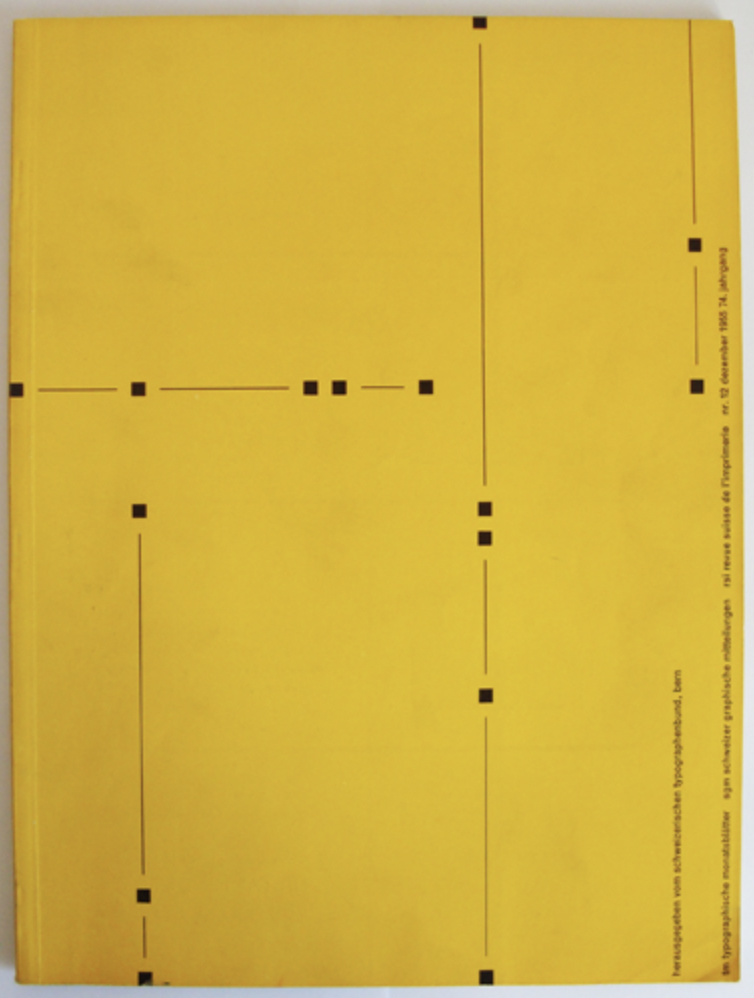 herausgegeben vom schweizerischen typographenbund, bern
tm typographische monatsblätter sgm schweizer graphische mitteilungen rsi revue suisse de l'imprimerie nr. 12 dezember 1955 74. jahrgang